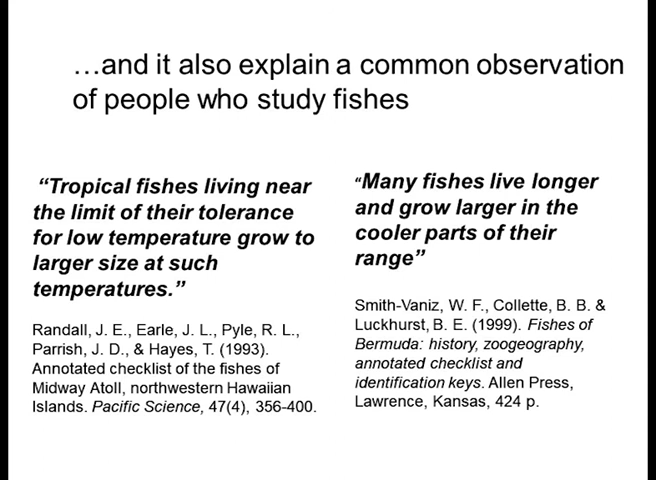 …and it also explain a common observation
of people who study fishes
“Tropical fishes living near
the limit of their tolerance
for low temperature grow to
larger size at such
temperatures.”
Randall, J. E., Earle, J. L., Pyle, R. L.,
Parrish, J. D., & Hayes, T. (1993).
Annotated checklist of the fishes of
Midway Atoll, northwestern Hawaiian
Islands. Pacific Science, 47(4), 356-400.
“Many fishes live longer
and grow larger in the
cooler parts of their
range”
Smith-Vaniz, W. F., Collette, B. B. &
Luckhurst, B. E. (1999). Fishes of
Bermuda: history, zoogeography,
annotated checklist and
identification keys. Allen Press,
Lawrence, Kansas, 424 p.